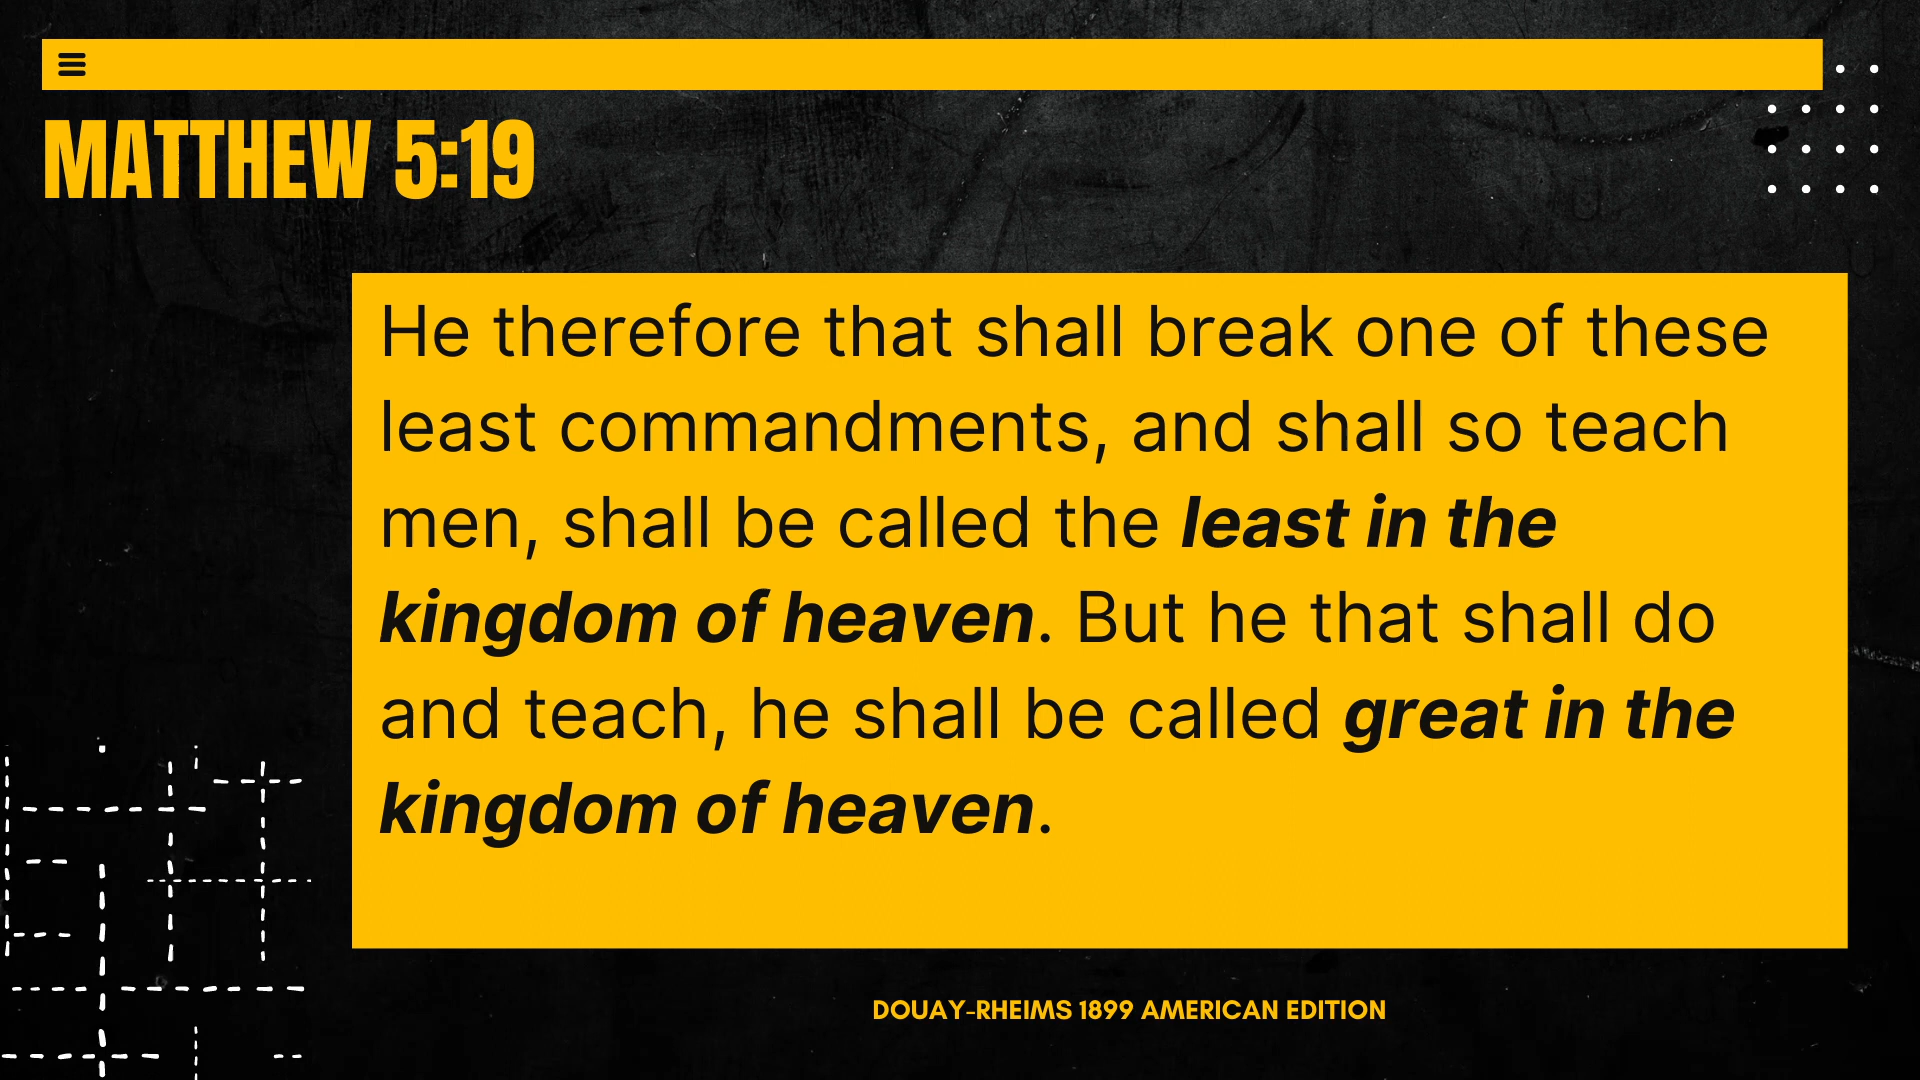 MATTHEW 5:19
He therefore that shall break one of these
least commandments, and shall so teach
men, shall be called the least in the
kingdom of heaven. But he that shall do
and teach, he shall be called great in the
kingdom of heaven.
DOUAY-RHEIMS 1899 AMERICAN EDITION